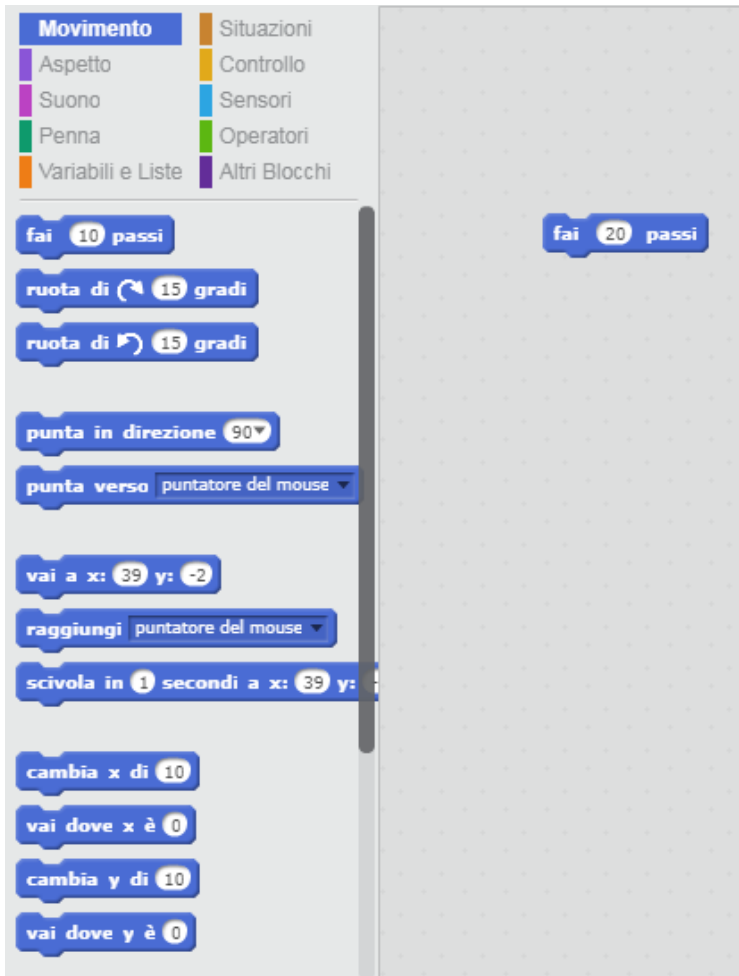 Movimento
Situazioni
Aspetto
Controllo
Suono
Sensori
Penna
Operatori
Variabili e Liste
Altri Blocchi
fai 10 passi
ruota di 15 gradi
ruota di 15 gradi
punta in direzione 90
punta verso puntatore del mouse
vai a x: 39 y: -2
raggiungi puntatore del mouse
scivola in 1 secondi a x: 39 y:
cambia x di 10
vai dove x è 0
cambia y di 10
vai dove y è 0
fai 20 passi